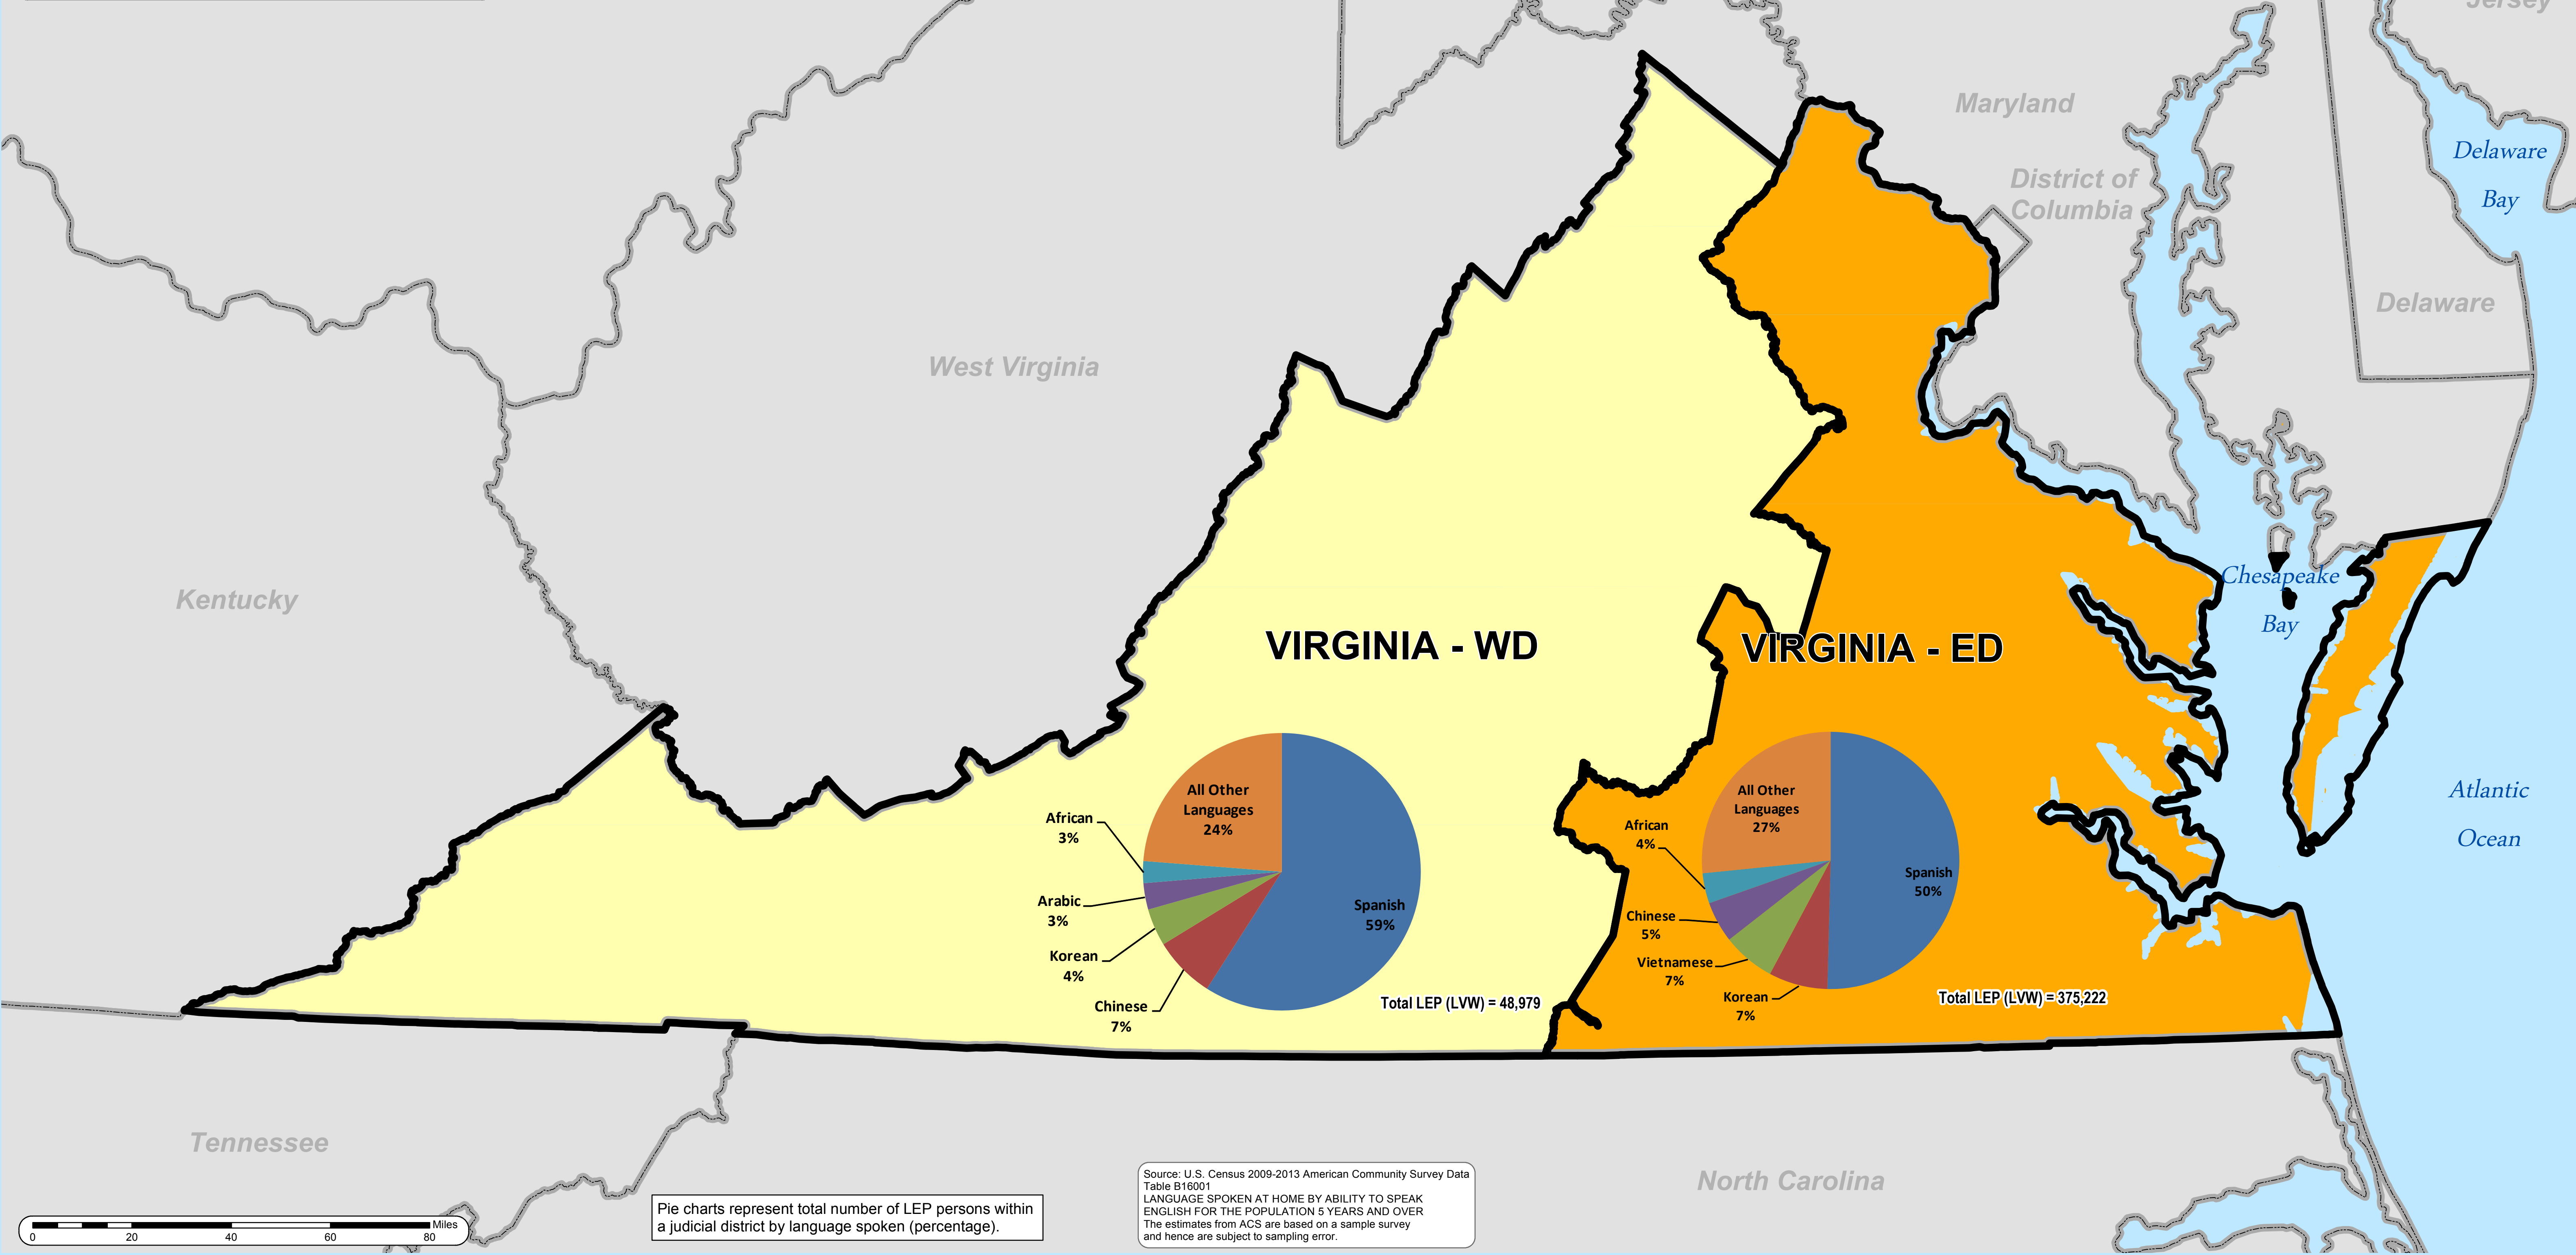 Jersey
Maryland
District of
Columbia
Delaware
Bay
Delaware
West Virginia
Kentucky
Chesapeake
Bay
VIRGINIA - WD
VIRGINIA - ED
Atlantic
Ocean
All Other
Languages
24%
African
3%
Arabic
3%
Korean
4%
Chinese
7%
Spanish
59%
Total LEP (LVW) = 48,979
All Other
Languages
27%
African
4%
Chinese
5%
Vietnamese
7%
Korean
7%
Spanish
50%
Total LEP (LVW) = 375,222
Tennessee
North Carolina
Miles
0 20 40 60 80
Pie charts represent total number of LEP persons within
a judicial district by language spoken (percentage).
Source: U.S. Census 2009-2013 American Community Survey Data
Table B16001
LANGUAGE SPOKEN AT HOME BY ABILITY TO SPEAK
ENGLISH FOR THE POPULATION 5 YEARS AND OVER
The estimates from ACS are based on a sample survey
and hence are subject to sampling error.